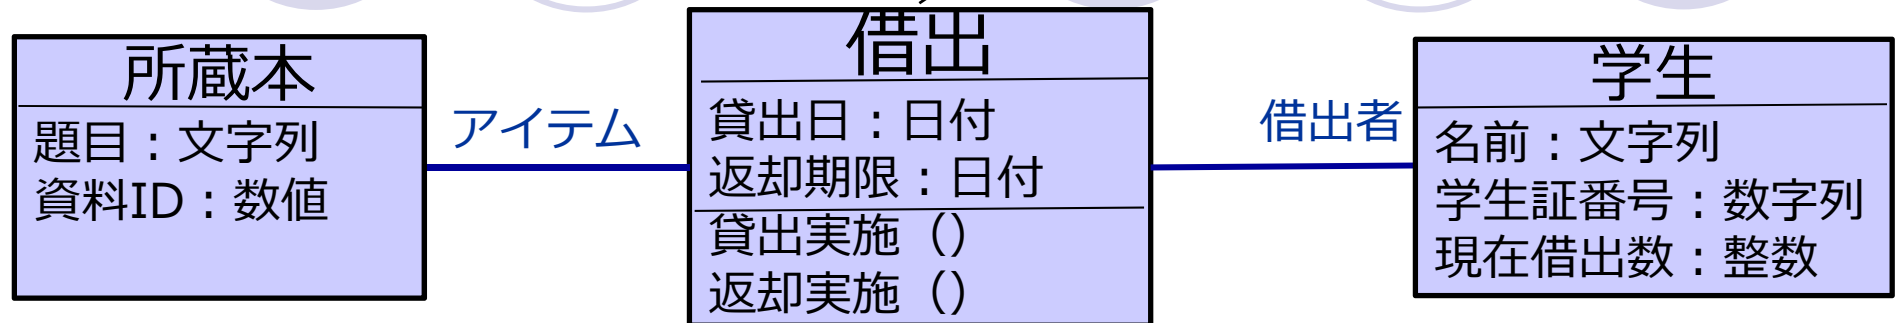 所蔵本
題目：文字列
資料ID：数値
アイテム
借出
貸出日：日付
返却期限：日付
貸出実施（）
返却実施（）
借出者
学生
名前：文字列
学生証番号：数字列
現在借出数：整数